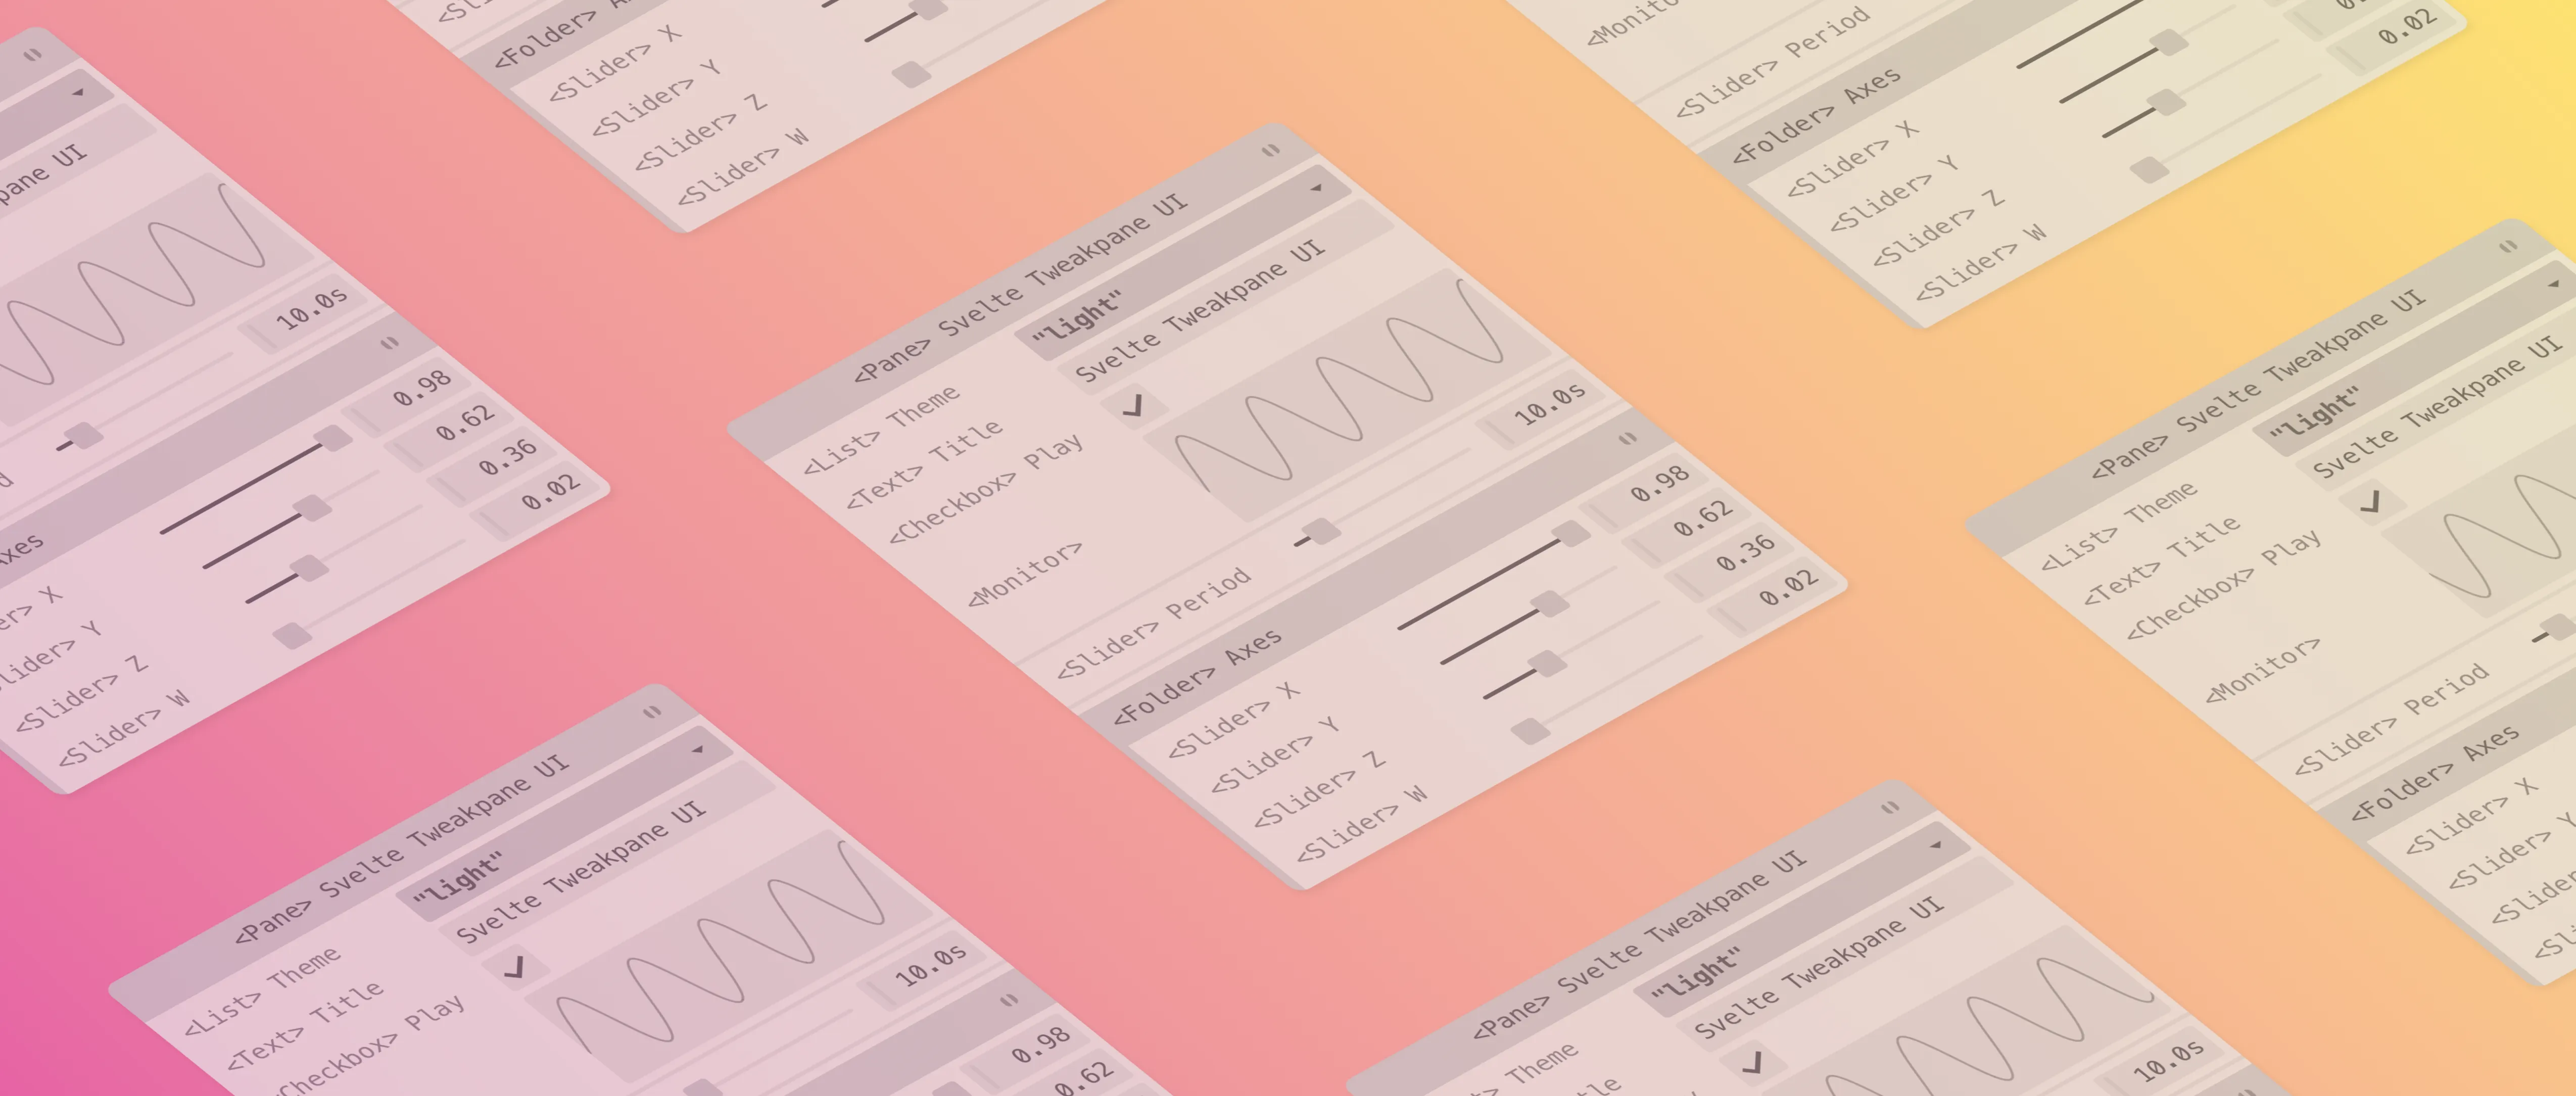 <Folder>
<Slider> X
<Slider> Y
<Slider> Z
<Slider> W
<Slider> Period
<Folder> Axes
<Slider> X
<Slider> Y
<Slider> Z
<Slider> W
0.02
UI
10.0s
0.98
0.62
0.36
0.02
X
Y
<Slider> Z
<Slider> W
<Pane> Svelte Tweakpane UI
<List> Theme "light"
<Text> Title Svelte Tweakpane UI
<Checkbox> Play
<Monitor>
<Slider> Period 10.0s
<Folder> Axes
<Slider> X 0.98
<Slider> Y 0.62
<Slider> Z 0.36
<Slider> W 0.02
<Pane> Svelte Tweakpane UI
<List> Theme "light"
<Text> Title Svelte Tweakpane UI
<Checkbox> Play
<Monitor>
<Slider> Period
<Folder> Axes
<Slider> X
<Slider> Y
<Slider>
<Pane> Svelte Tweakpane UI
<List> Theme "light"
<Text> Title Svelte Tweakpane UI
Checkbox> Play
10.0s
0.98
0.62
<Pane> Svelte Tweakpane UI
Theme "light"
Svelte Tweakpane UI
10.0s